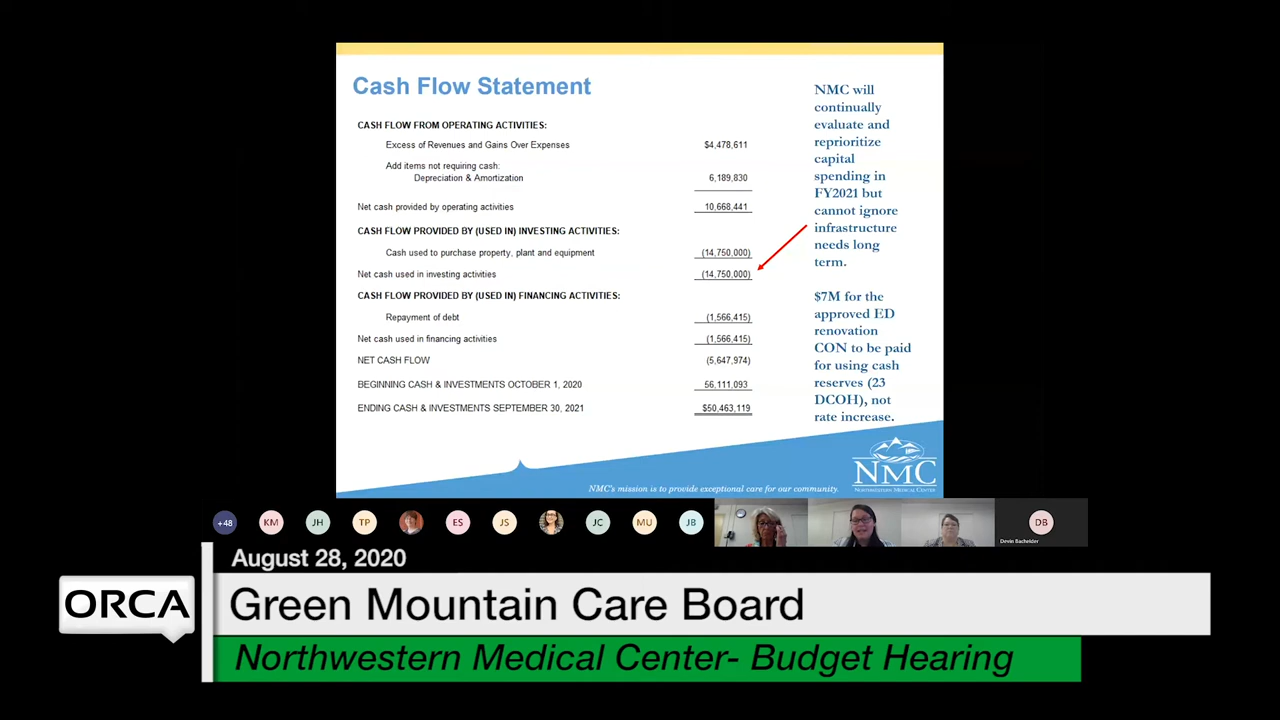 Cash Flow Statement
CASH FLOW FROM OPERATING ACTIVITIES:
Excess of Revenues and Gains Over Expenses $4,478,611
Add items not requiring cash:
Depreciation & Amortization 6,189,830
Net cash provided by operating activities 10,668,441
CASH FLOW PROVIDED BY (USED IN) INVESTING ACTIVITIES:
Cash used to purchase property, plant and equipment (14,750,000)
Net cash used in investing activities (14,750,000)
CASH FLOW PROVIDED BY (USED IN) FINANCING ACTIVITIES:
Repayment of debt (1,566,415)
Net cash used in financing activities (1,566,415)
NET CASH FLOW (5,647,974)
BEGINNING CASH & INVESTMENTS OCTOBER 1, 2020 56,111,093
ENDING CASH & INVESTMENTS SEPTEMBER 30, 2021 $50,463,119
NMC will
continually
evaluate and
reprioritize
capital
spending in
FY2021 but
cannot ignore
infrastructure
needs long
term.
$7M for the
approved ED
renovation
CON to be paid
for using cash
reserves (23
DCOH), not
rate increase.
NMC
NORTHWESTERN MEDICAL CENTER
NMC's mission is to provide exceptional care for our community.
+48 KM JH TP ES JS JC MU JB DB
Devin Bachelder
August 28, 2020
ORCA
Green Mountain Care Board
Northwestern Medical Center- Budget Hearing